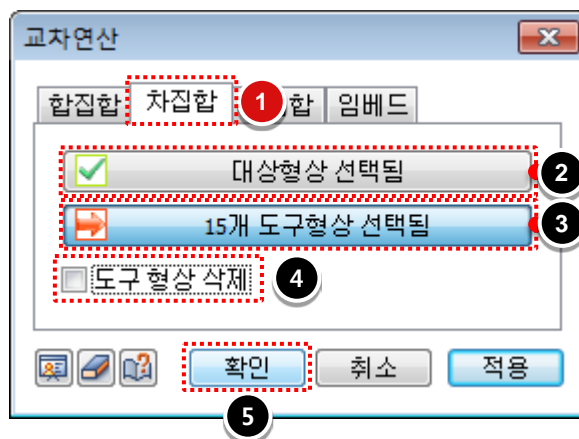 교차연산
합집합 차집합 1 합 임베드
대상형상 선택됨 2
15개 도구형상 선택됨 3
도구 형상 삭제 4
확인 취소 적용
5